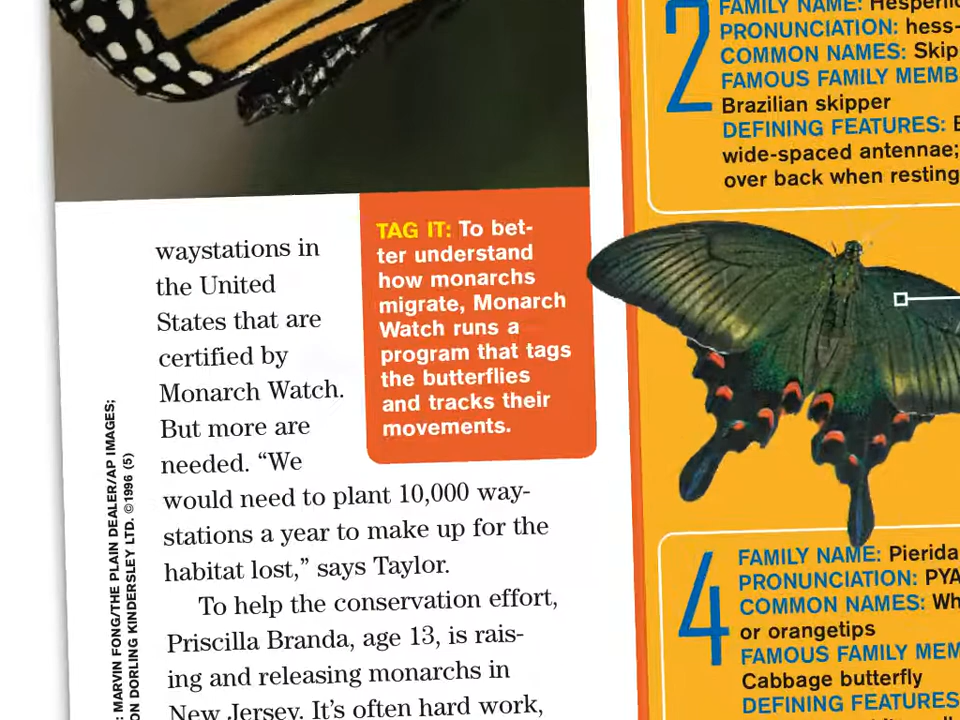 waystations in
the United
States that are
certified by
Monarch Watch.
But more are
needed. “We
would need to plant 10,000 way-
stations a year to make up for the
habitat lost,” says Taylor.
To help the conservation effort,
Priscilla Branda, age 13, is rais-
ing and releasing monarchs in
New Jersey. It’s often hard work,
TAG IT: To bet-
ter understand
how monarchs
migrate, Monarch
Watch runs a
program that tags
the butterflies
and tracks their
movements.
: MARVIN FONG/THE PLAIN DEALER/AP IMAGES;
ON DORLING KINDERSLEY LTD. ©1996 (5)
2
FAMILY NAME:
PRONUNCIATION: hess-
COMMON NAMES: Skip
FAMOUS FAMILY MEMB
Brazilian skipper
DEFINING FEATURES:
wide-spaced antennae;
over back when resting
4
FAMILY NAME: Pierida
PRONUNCIATION: PYA
COMMON NAMES: Wh
or orangetips
FAMOUS FAMILY MEM
Cabbage butterfly
DEFINING FEATURES